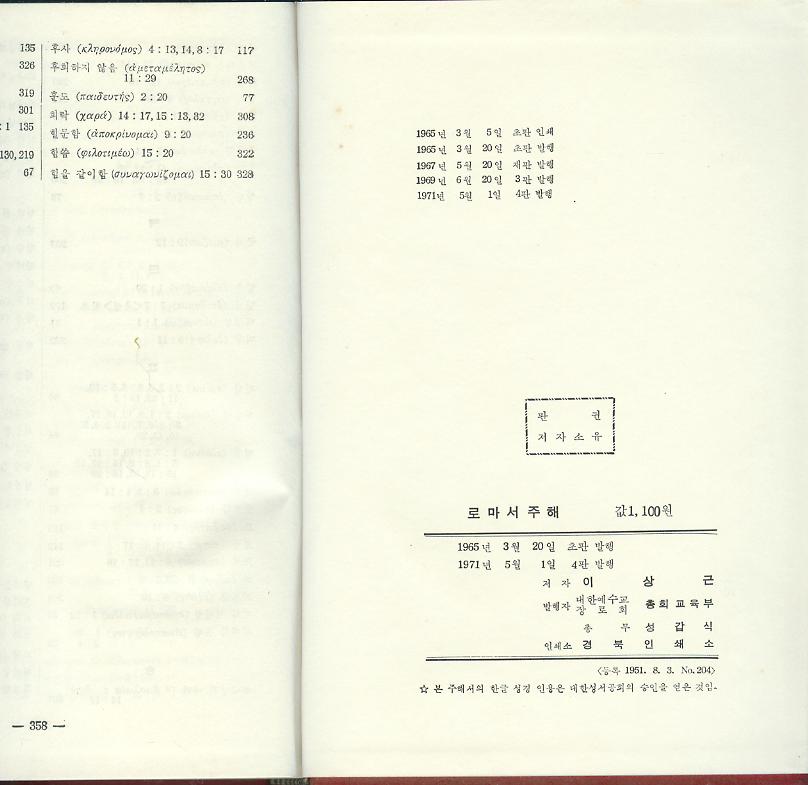 135
326
319
301
: 1 135
130, 219
67
후사 (κληρονόμος) 4 : 13, 14, 8 : 17 117
후회하지 않음 (ἀμεταμέλητος)
11 : 29 268
훈도 (παιδευτής) 2 : 20 77
희락 (χαρά) 14 : 17, 15 : 13, 32 308
힐문함 (ἀποκρίνομαι) 9 : 20 236
힘씀 (φιλοτιμέω) 15 : 20 322
힘을 같이함 (συναγωνίζομαι) 15 : 30 328
— 358 —
1965년 3월 5일 초판 인쇄
1965년 3월 20일 초판 발행
1967년 5월 20일 재판 발행
1969년 6월 20일 3판 발행
1971년 5월 1일 4판 발행
판 권
저 자 소 유
로 마 서 주 해 값 1,100원
1965년 3월 20일 초판 발행
1971년 5월 1일 4판 발행
저 자 이 상 근
발행자 대한예수교 장로회 총회교육부
총 무 성 갑 식
인쇄소 경 북 인 쇄 소
〈등록 1951. 8. 3. No. 204〉
☆ 본 주해서의 한글 성경 인용은 대한성서공회의 승인을 얻은 것임.